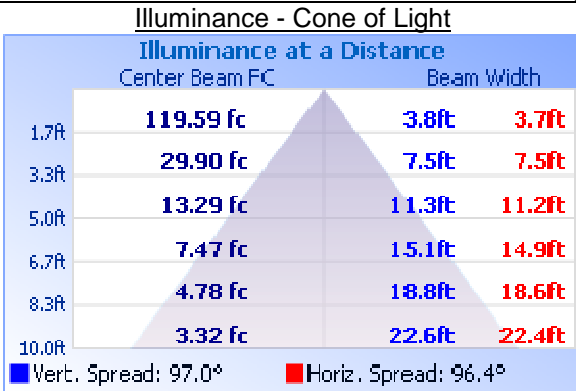 Illuminance - Cone of Light
Illuminance at a Distance
Center Beam FC Beam Width
1.7ft 119.59 fc 3.8ft 3.7ft
3.3ft 29.90 fc 7.5ft 7.5ft
5.0ft 13.29 fc 11.3ft 11.2ft
6.7ft 7.47 fc 15.1ft 14.9ft
8.3ft 4.78 fc 18.8ft 18.6ft
10.0ft 3.32 fc 22.6ft 22.4ft
Vert. Spread: 97.0° Horiz. Spread: 96.4°